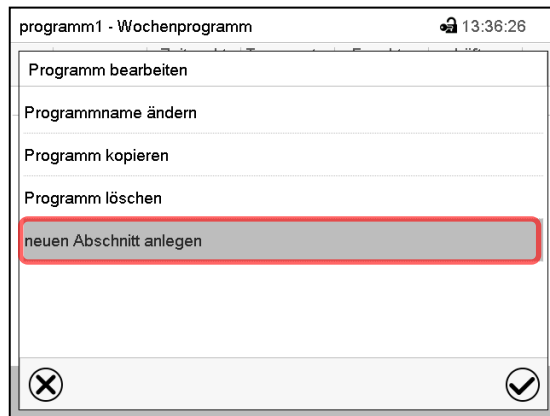 programm1 - Wochenprogramm 13:36:26
Programm bearbeiten
Programmname ändern
Programm kopieren
Programm löschen
neuen Abschnitt anlegen